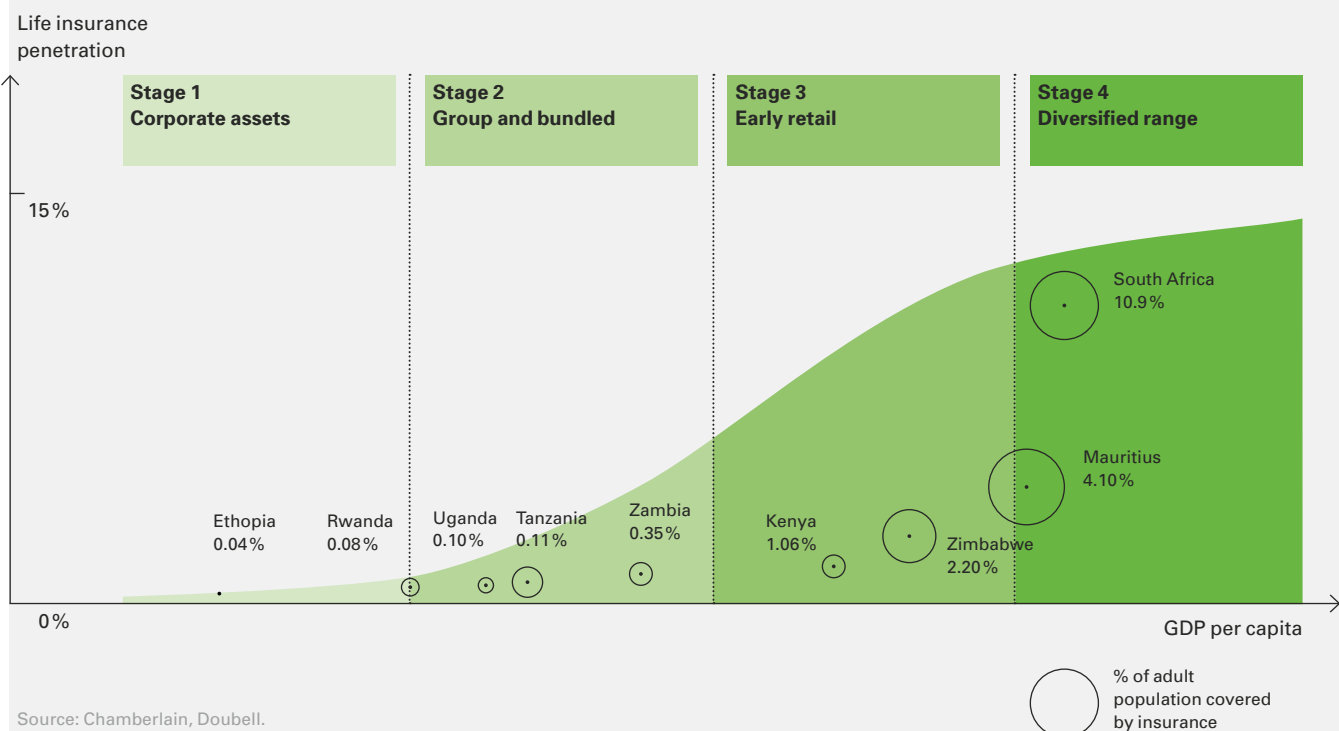 Life insurance
penetration
Stage 1
Corporate assets
Stage 2
Group and bundled
Stage 3
Early retail
Stage 4
Diversified range
15%
South Africa
10.9%
Mauritius
4.10%
Ethopia
0.04%
Rwanda
0.08%
Uganda
0.10%
Tanzania
0.11%
Zambia
0.35%
Kenya
1.06%
Zimbabwe
2.20%
0%
GDP per capita
% of adult
population covered
by insurance
Source: Chamberlain, Doubell.